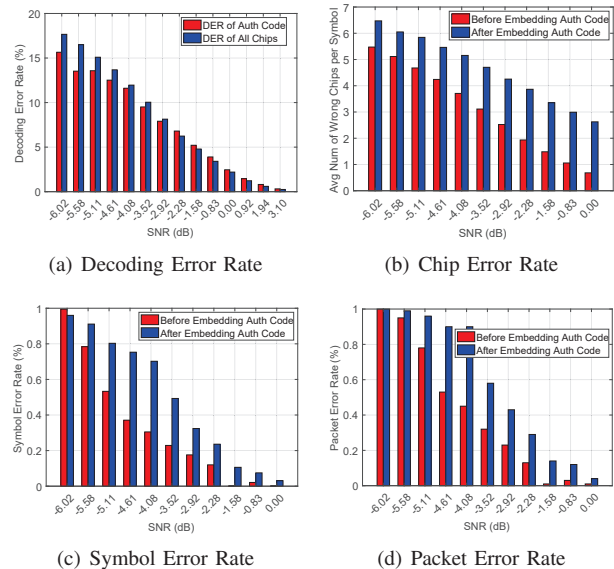 DER of Auth Code
DER of All Chips
Decoding Error Rate (%)
20
15
10
5
0
-6.02 -5.58 -5.11 -4.61 -4.08 -3.52 -2.92 -2.28 -1.58 -0.83 0.00 0.92 1.94 3.10
SNR (dB)
(a) Decoding Error Rate
Before Embedding Auth Code
After Embedding Auth Code
Avg Num of Wrong Chips per Symbol
7
6
5
4
3
2
1
0
-6.02 -5.58 -5.11 -4.61 -4.08 -3.52 -2.92 -2.28 -1.58 -0.83 0.00
SNR (dB)
(b) Chip Error Rate
Before Embedding Auth Code
After Embedding Auth Code
Symbol Error Rate (%)
1
0.8
0.6
0.4
0.2
0
-6.02 -5.58 -5.11 -4.61 -4.08 -3.52 -2.92 -2.28 -1.58 -0.83 0.00
SNR (dB)
(c) Symbol Error Rate
Before Embedding Auth Code
After Embedding Auth Code
Packet Error Rate (%)
1
0.8
0.6
0.4
0.2
0
-6.02 -5.58 -5.11 -4.61 -4.08 -3.52 -2.92 -2.28 -1.58 -0.83 0.00
SNR (dB)
(d) Packet Error Rate